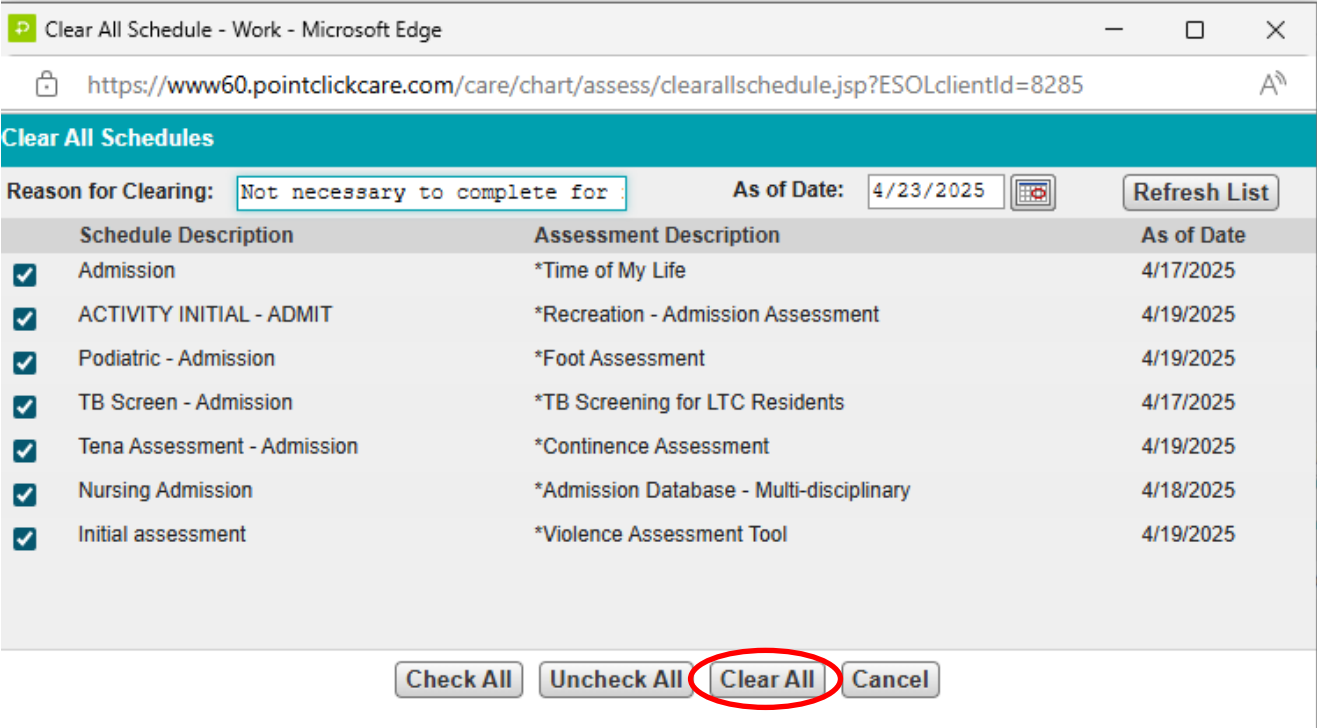 Clear All Schedule - Work - Microsoft Edge
https://www60.pointclickcare.com/care/chart/assess/clearallschedule.jsp?ESOLclientId=8285
Clear All Schedules
Reason for Clearing: Not necessary to complete for As of Date: 4/23/2025 Refresh List
Schedule Description Assessment Description As of Date
Admission *Time of My Life 4/17/2025
ACTIVITY INITIAL - ADMIT *Recreation - Admission Assessment 4/19/2025
Podiatric - Admission *Foot Assessment 4/19/2025
TB Screen - Admission *TB Screening for LTC Residents 4/17/2025
Tena Assessment - Admission *Continence Assessment 4/19/2025
Nursing Admission *Admission Database - Multi-disciplinary 4/18/2025
Initial assessment *Violence Assessment Tool 4/19/2025
Check All Uncheck All Clear All Cancel